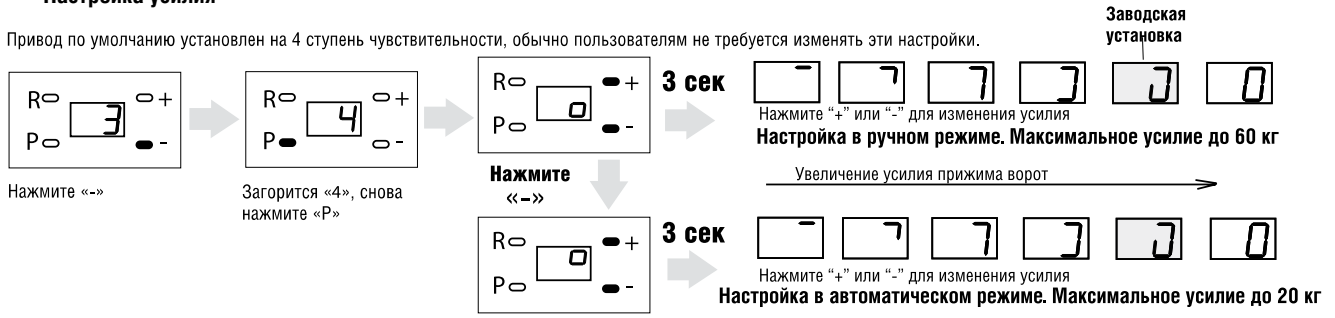 Настройка усилия
Заводская
установка
Привод по умолчанию установлен на 4 ступень чувствительности, обычно пользователям не требуется изменять эти настройки.
R + 3 P -
Нажмите «-»
R + 4 P -
Загорится «4», снова
нажмите «P»
R + o P -
3 сек
0
Нажмите “+” или “-” для изменения усилия
Настройка в ручном режиме. Максимальное усилие до 60 кг
Нажмите
«–»
Увеличение усилия прижима ворот
R + o P -
3 сек
0
Нажмите “+” или “-” для изменения усилия
Настройка в автоматическом режиме. Максимальное усилие до 20 кг